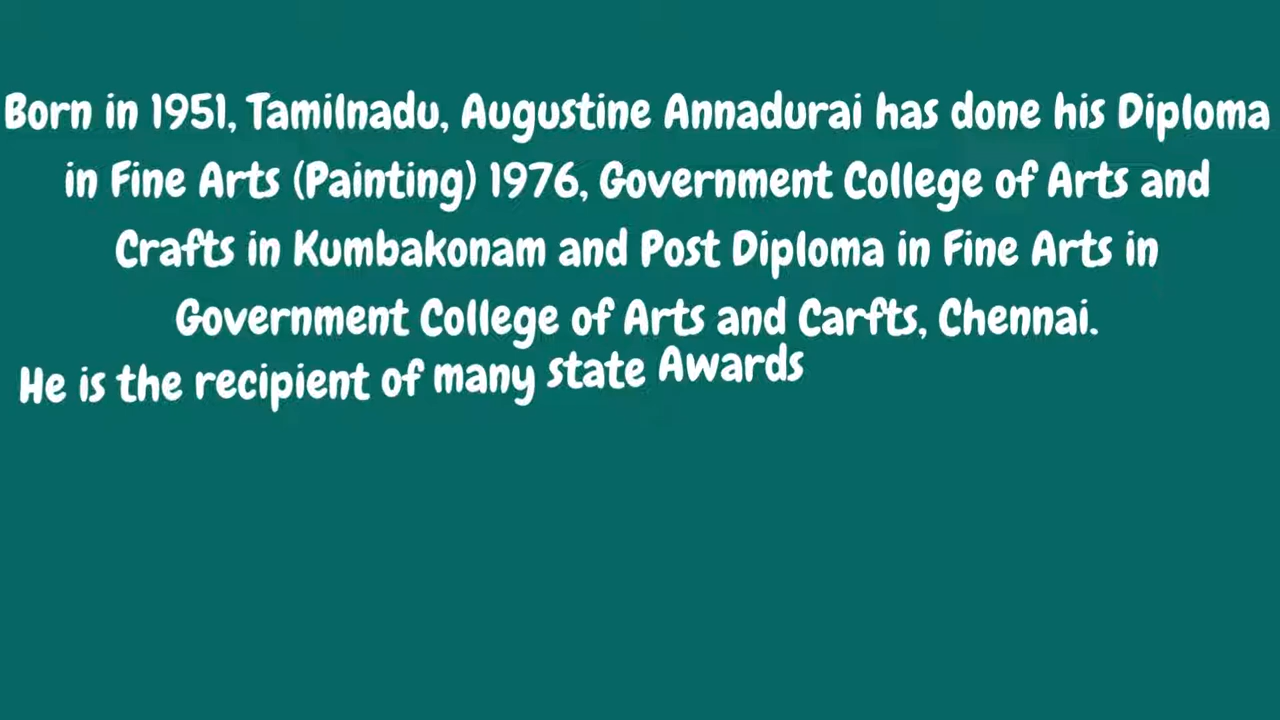 Born in 1951, Tamilnadu, Augustine Annadurai has done his Diploma
in Fine Arts (Painting) 1976, Government College of Arts and
Crafts in Kumbakonam and Post Diploma in Fine Arts in
Government College of Arts and Carfts, Chennai.
He is the recipient of many state Awards